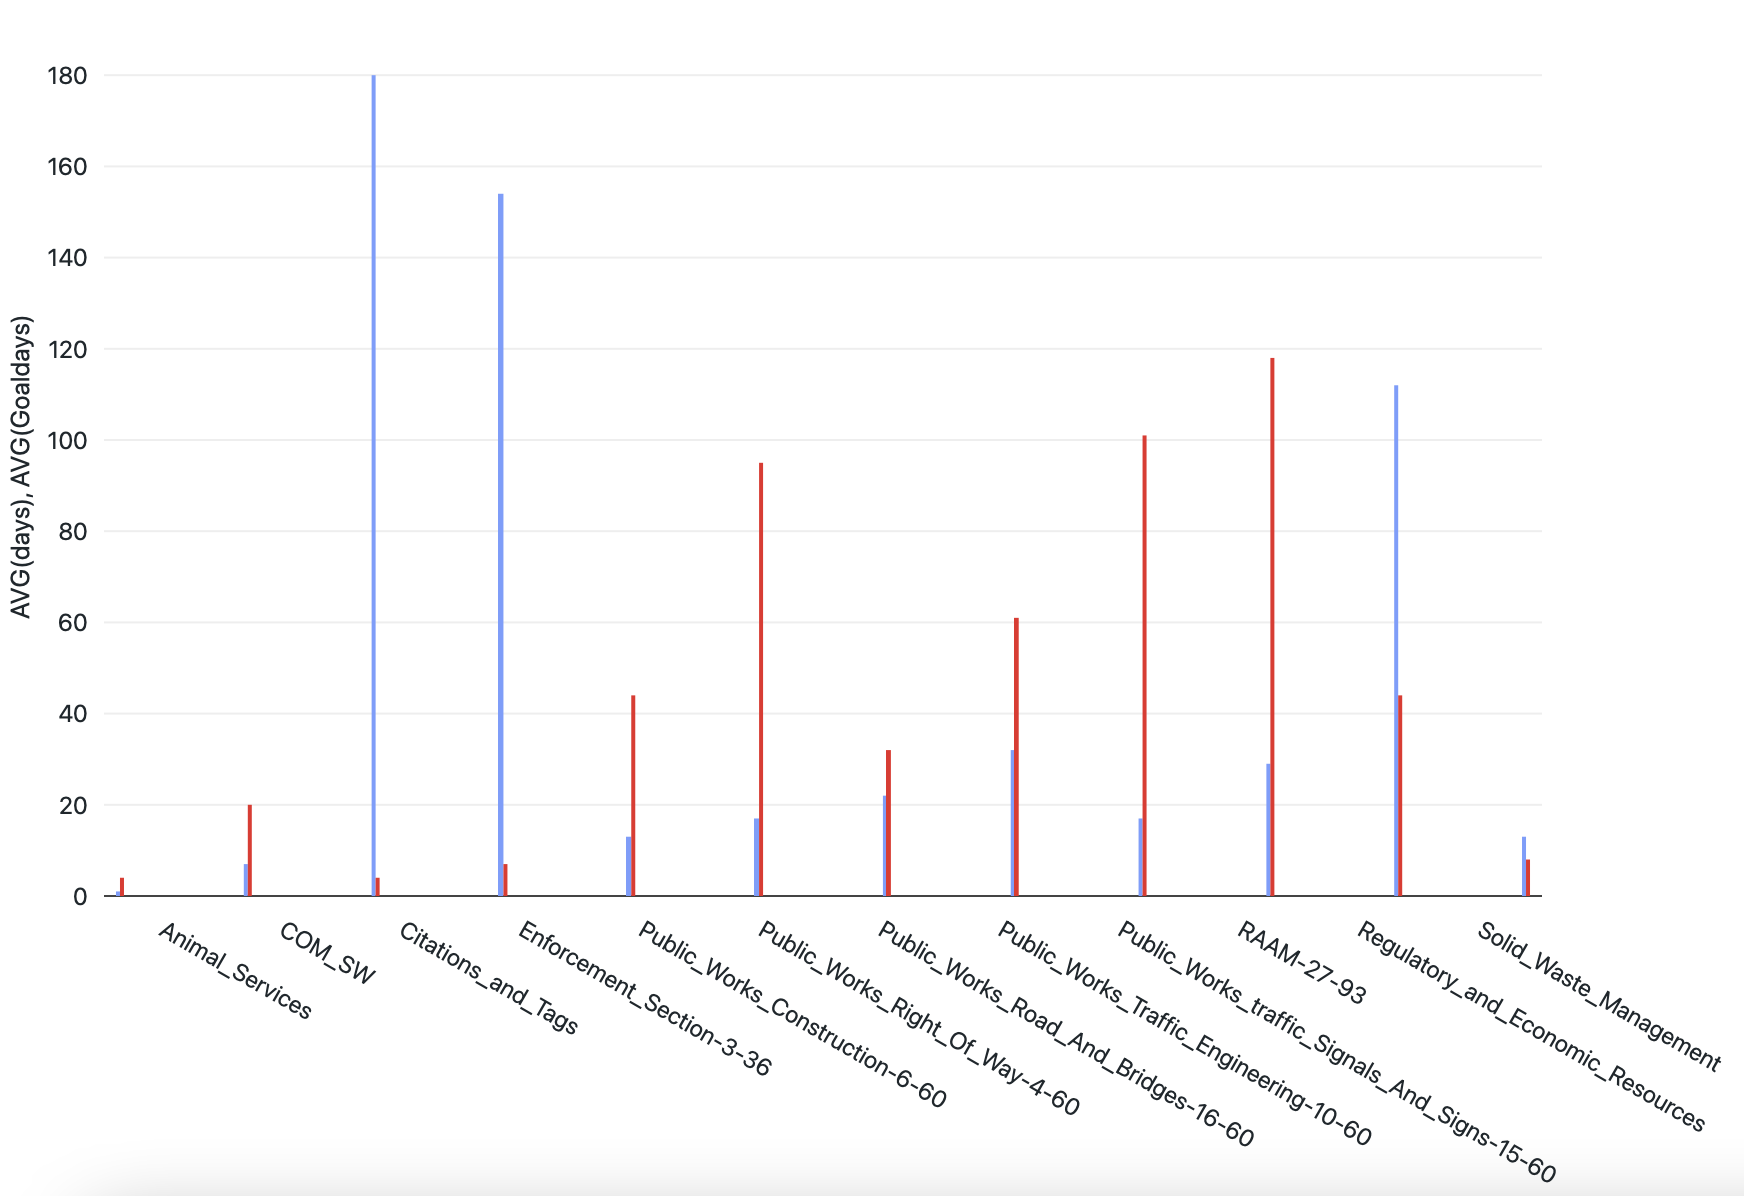 180
160
140
120
100
80
60
40
20
0
AVG(days), AVG(Goaldays)
Animal_Services
COM_SW
Citations_and_Tags
Enforcement_Section-3-36
Public_Works_Construction-6-60
Public_Works_Right_Of_Way-4-60
Public_Works_Road_And_Bridges-16-60
Public_Works_Traffic_Engineering-10-60
Public_Works_traffic_Signals_And_Signs-15-60
RAAM-27-93
Regulatory_and_Economic_Resources
Solid_Waste_Management